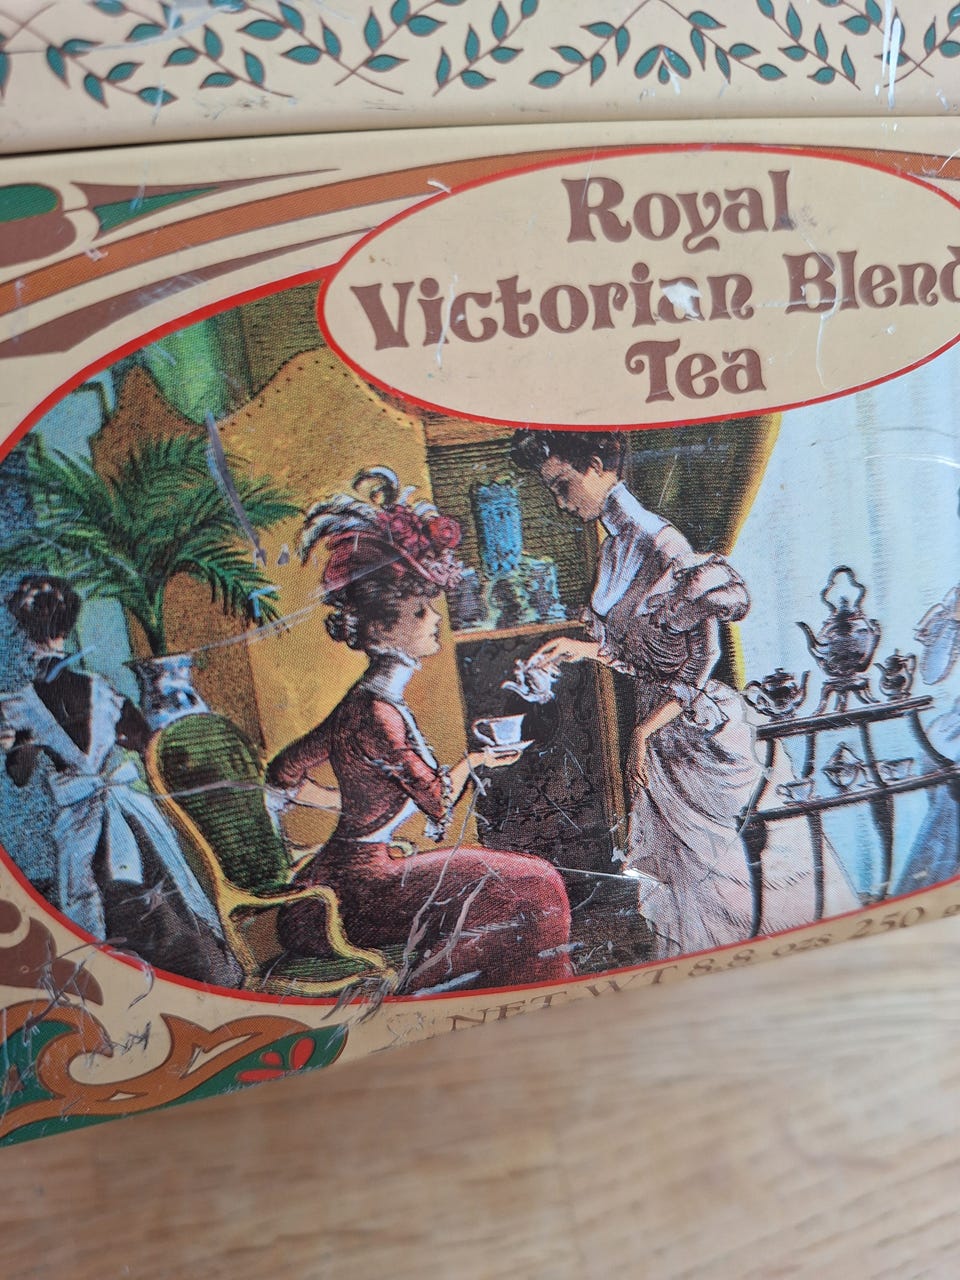 Royal
Victorian Blend
Tea
NET WT 8.8 ozs 250 g